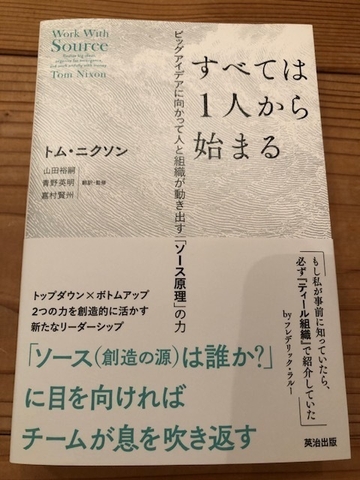 Work With
Source
Tom Nixon
すべては
1人から
始まる
ビッグアイデアに向かって人と組織が動き出す「ソース原理」の力
トム・ニクソン
山田裕嗣
青野英明
嘉村賢州
翻訳・監修
「もし私が事前に知っていたら、
必ず『ティール組織』で紹介していた」
by フレデリック・ラルー
トップダウン×ボトムアップ
2つの力を創造的に活かす
新たなリーダーシップ
「ソース(創造の源)は誰か?」
に目を向ければ
チームが息を吹き返す
英治出版